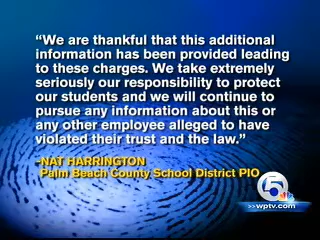 “We are thankful that this additional
information has been provided leading
to these charges. We take extremely
seriously our responsibility to protect
our students and we will continue to
pursue any information about this or
any other employee alleged to have
violated their trust and the law.”
-NAT HARRINGTON
Palm Beach County School District PIO
5
>>wptv.com